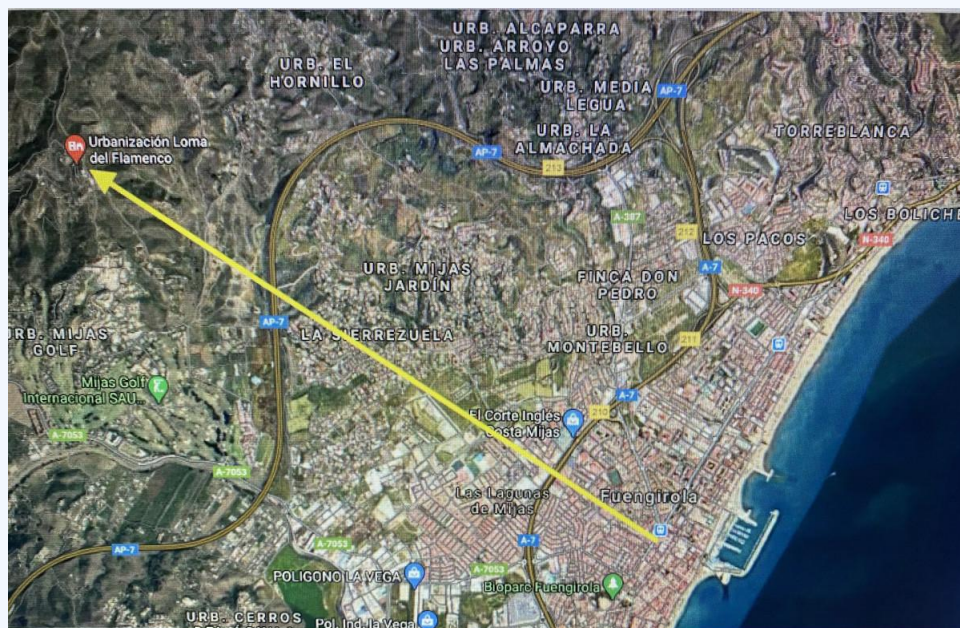 URB. ALCAPARRA
URB. ARROYO
LAS PALMAS
URB. EL
HORNILLO
URB. MEDIA
LEGUA
AP-7
Urbanización Loma
del Flamenco
AP-7
URB. LA
ALMACHADA
213
TORREBLANCA
A-387
212
LOS PACOS
LOS BOLICHE
N-340
URB. MIJAS
JARDÍN
FINCA DON
PEDRO
A-7
N-340
AP-7
LA SIERREZUELA
URB. MIJAS
GOLF
URB.
MONTEBELLO
211
Mijas Golf
Internacional SAU...
A-7
210
El Corte Inglés
Costa Mijas
A-7053
A-7053
Las Lagunas
de Mijas
Fuengirola
AP-7
A-7053
A-7
POLIGONO LA VEGA
A-7053
Bioparc Fuengirola
URB. CERROS
Pol. Ind. la Vega